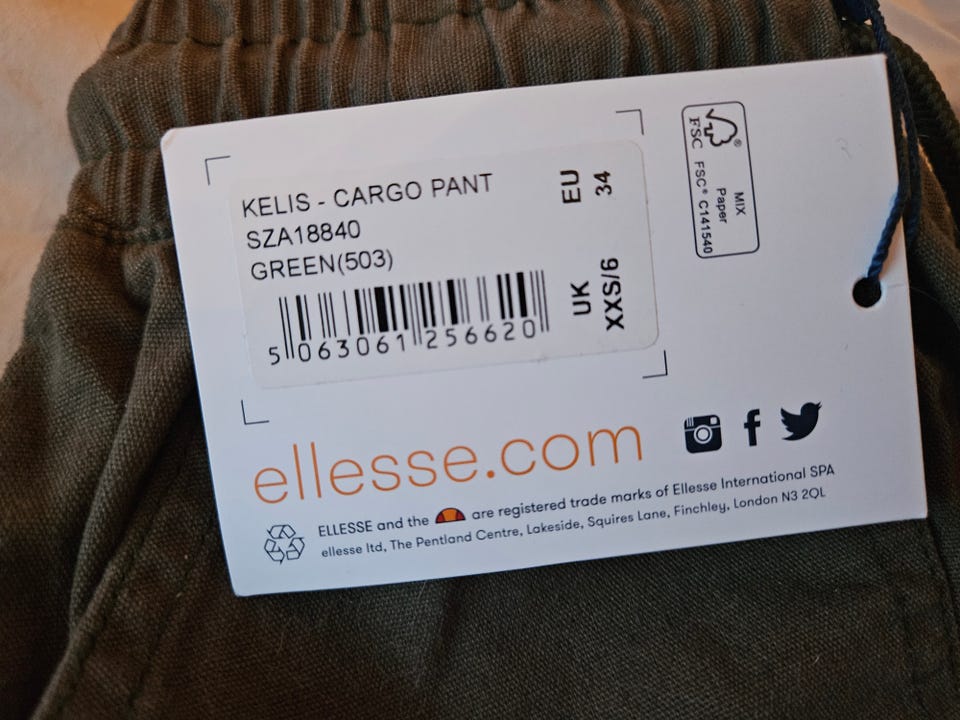 KELIS - CARGO PANT
SZA18840
GREEN(503)
5 063061 256620
EU
34
UK
XXS/6
FSC
MIX
Paper
FSC® C141540
ellesse.com
ELLESSE and the are registered trade marks of Ellesse International SPA
ellesse ltd, The Pentland Centre, Lakeside, Squires Lane, Finchley, London N3 2QL